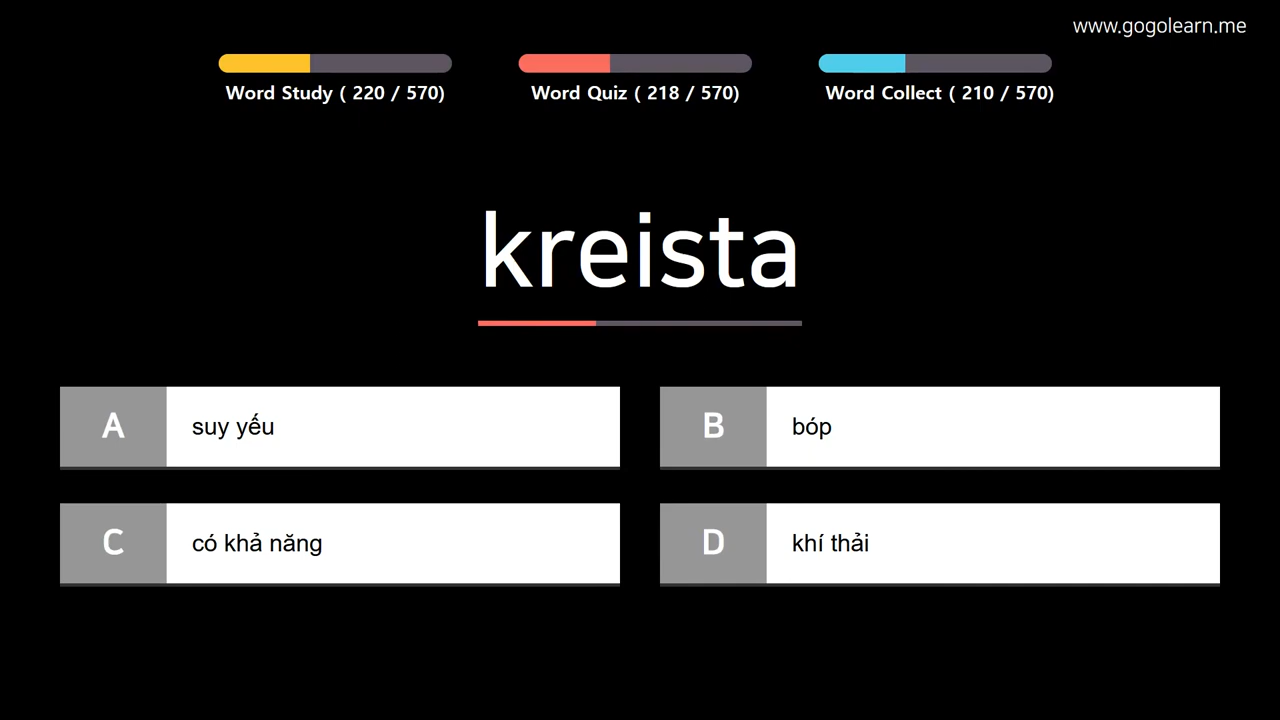 www.gogolearn.me
Word Study ( 220 / 570)
Word Quiz ( 218 / 570)
Word Collect ( 210 / 570)
kreista
A suy yếu
B bóp
C có khả năng
D khí thải